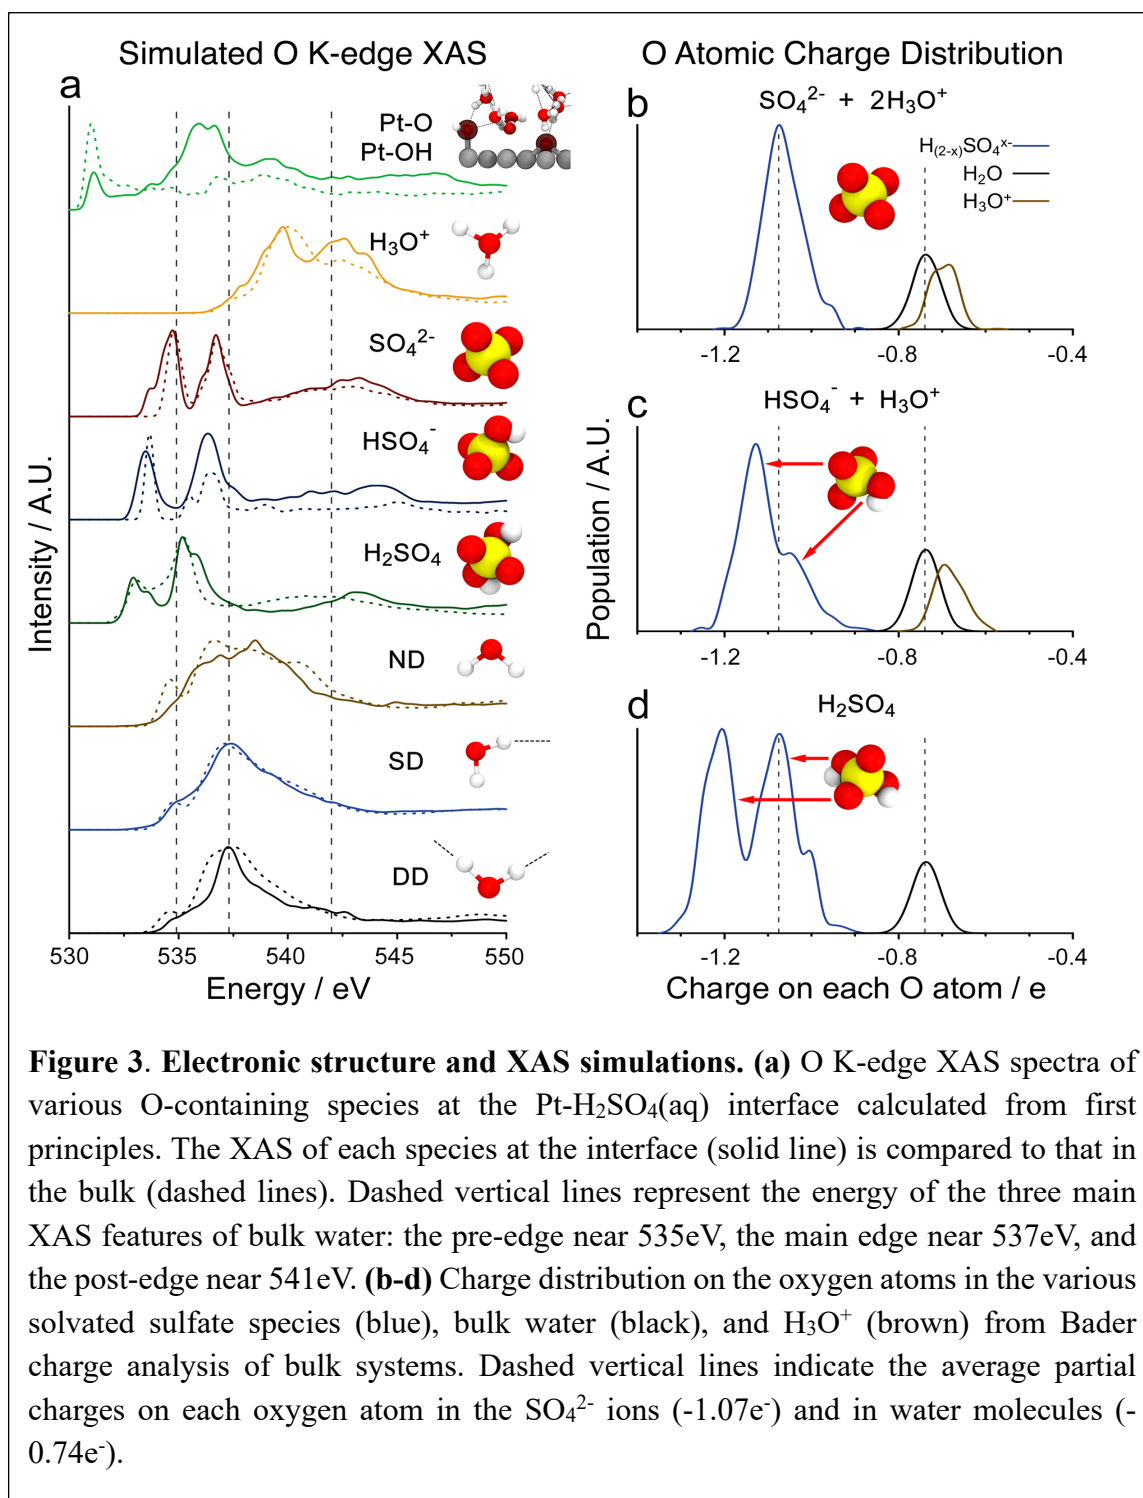 Simulated O K-edge XAS
O Atomic Charge Distribution
a
Pt-O
Pt-OH
H₃O⁺
SO₄²⁻
HSO₄⁻
H₂SO₄
ND
SD
DD
Intensity / A.U.
530 535 540 545 550
Energy / eV
b
SO₄²⁻ + 2H₃O⁺
H₍₂₋ₓ₎SO₄ˣ⁻
H₂O
H₃O⁺
-1.2 -0.8 -0.4
c
HSO₄⁻ + H₃O⁺
Population / A.U.
-1.2 -0.8 -0.4
d
H₂SO₄
-1.2 -0.8 -0.4
Charge on each O atom / e
Figure 3. Electronic structure and XAS simulations. (a) O K-edge XAS spectra of
various O-containing species at the Pt-H₂SO₄(aq) interface calculated from first
principles. The XAS of each species at the interface (solid line) is compared to that in
the bulk (dashed lines). Dashed vertical lines represent the energy of the three main
XAS features of bulk water: the pre-edge near 535eV, the main edge near 537eV, and
the post-edge near 541eV. (b-d) Charge distribution on the oxygen atoms in the various
solvated sulfate species (blue), bulk water (black), and H₃O⁺ (brown) from Bader
charge analysis of bulk systems. Dashed vertical lines indicate the average partial
charges on each oxygen atom in the SO₄²⁻ ions (-1.07e⁻) and in water molecules (-
0.74e⁻).